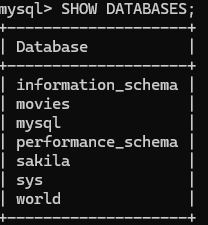 mysql> SHOW DATABASES;
+--------------------+
| Database           |
+--------------------+
| information_schema |
| movies             |
| mysql              |
| performance_schema |
| sakila             |
| sys                |
| world              |
+--------------------+